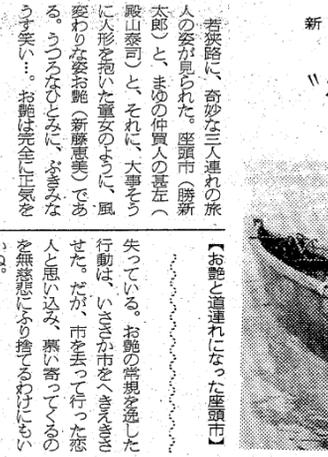 新
〝
若狭路に、奇妙な三人連れの旅
人の姿が見られた。座頭市（勝新
太郎）と、まゆの仲買人の甚左（
殿山泰司）と、それに、大事そう
に人形を抱いた童女のように、風
変わりな姿お艶（新藤恵美）であ
る。うつろなひとみに、ぶきみな
うす笑い…。お艶は完全に正気を
【お艶と道連れになった座頭市】
失っている。お艶の常規を逸した
行動は、いささか市をへきえきさ
せた。だが、市を去って行った恋
人と思い込み、慕い寄ってくるの
を無慈悲にふり捨てるわけにもい